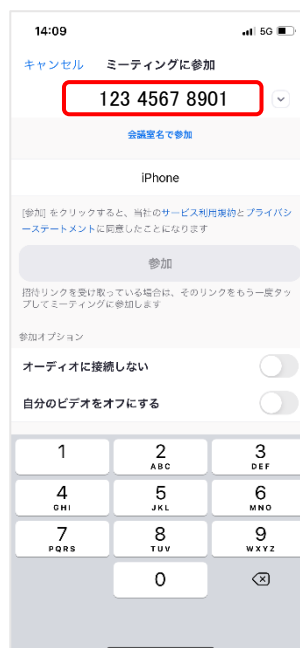 14:09 5G
キャンセル ミーティングに参加
123 4567 8901
会議室名で参加
iPhone
[参加] をクリックすると、当社のサービス利用規約とプライバシ
ーステートメントに同意したことになります
参加
招待リンクを受け取っている場合は、そのリンクをもう一度タッ
プしてミーティングに参加します
参加オプション
オーディオに接続しない
自分のビデオをオフにする
1 2 3
ABC DEF
4 5 6
GHI JKL MNO
7 8 9
PQRS TUV WXYZ
0